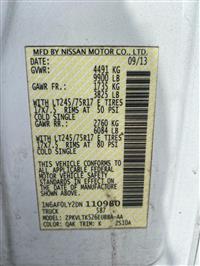 MFD BY NISSAN MOTOR CO., LTD.
DATE: 09/13
GVWR: 4491 KG
9900 LB
GAWR FR: 1735 KG
3825 LB
WITH LT245/75R17 E TIRES
17X7.5 RIMS AT 50 PSI
COLD SINGLE
GAWR RR: 2760 KG
6084 LB
WITH LT245/75R17 E TIRES
17X7.5 RIMS AT 80 PSI
COLD SINGLE
THIS VEHICLE CONFORMS TO
ALL APPLICABLE FEDERAL
MOTOR VEHICLE SAFETY
STANDARDS IN EFFECT ON THE
DATE OF MANUFACTURE
SHOWN ABOVE.
1N6AF0LY2DN 110980
TRUCK 587
MODEL:
COLOR: QAK TRIM: K